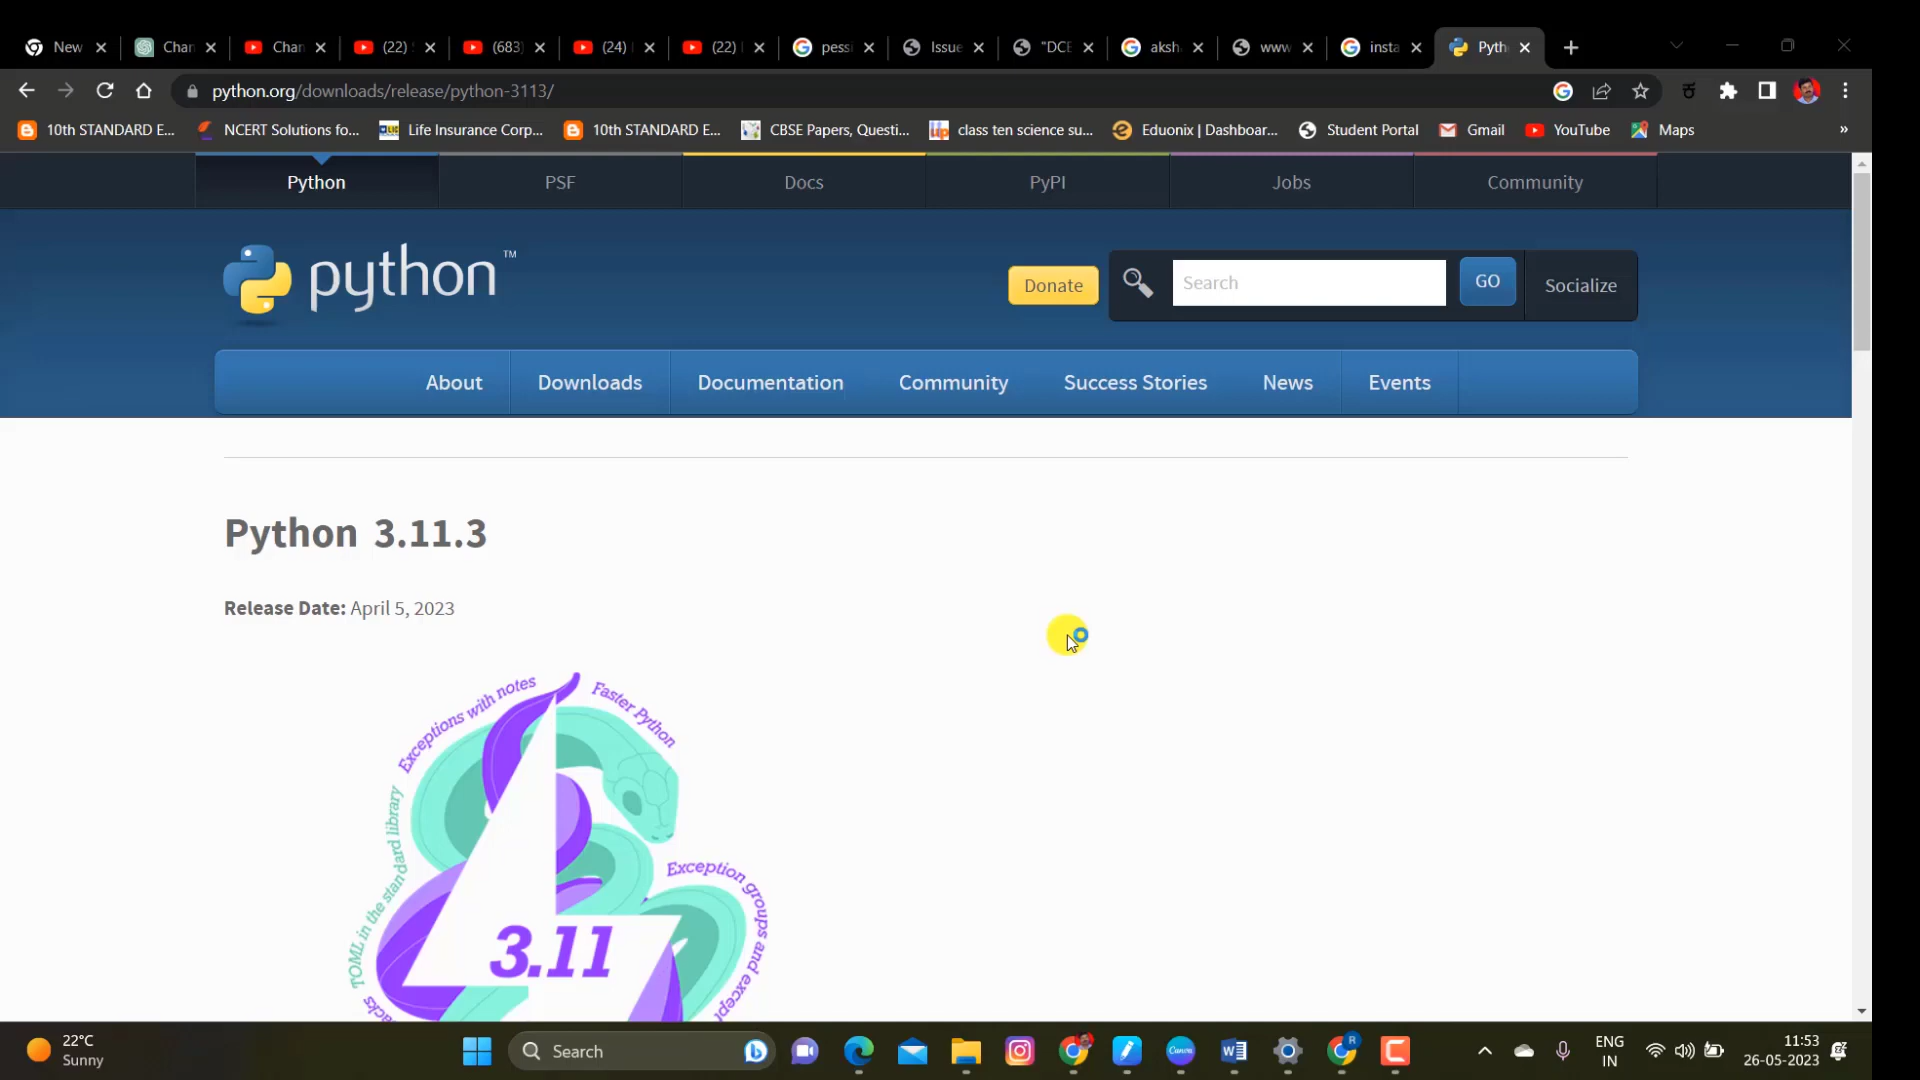 New
Chan
Chan
(22)
(683)
(24)
(22)
pess
Issue
"DCE
aksh
www
insta
Pyth
python.org/downloads/release/python-3113/
10th STANDARD E...
NCERT Solutions fo...
Life Insurance Corp...
10th STANDARD E...
CBSE Papers, Questi...
class ten science su...
Eduonix | Dashboar...
Student Portal
Gmail
YouTube
Maps
»
Python
PSF
Docs
PyPI
Jobs
Community
python™
Donate
Search
GO
Socialize
About
Downloads
Documentation
Community
Success Stories
News
Events
Python 3.11.3
Release Date: April 5, 2023
Exceptions with notes
Faster Python
TOML in the standard library
Exception groups and except
3.11
22°C
Sunny
Search
Canva
R
ENG
IN
11:53
26-05-2023